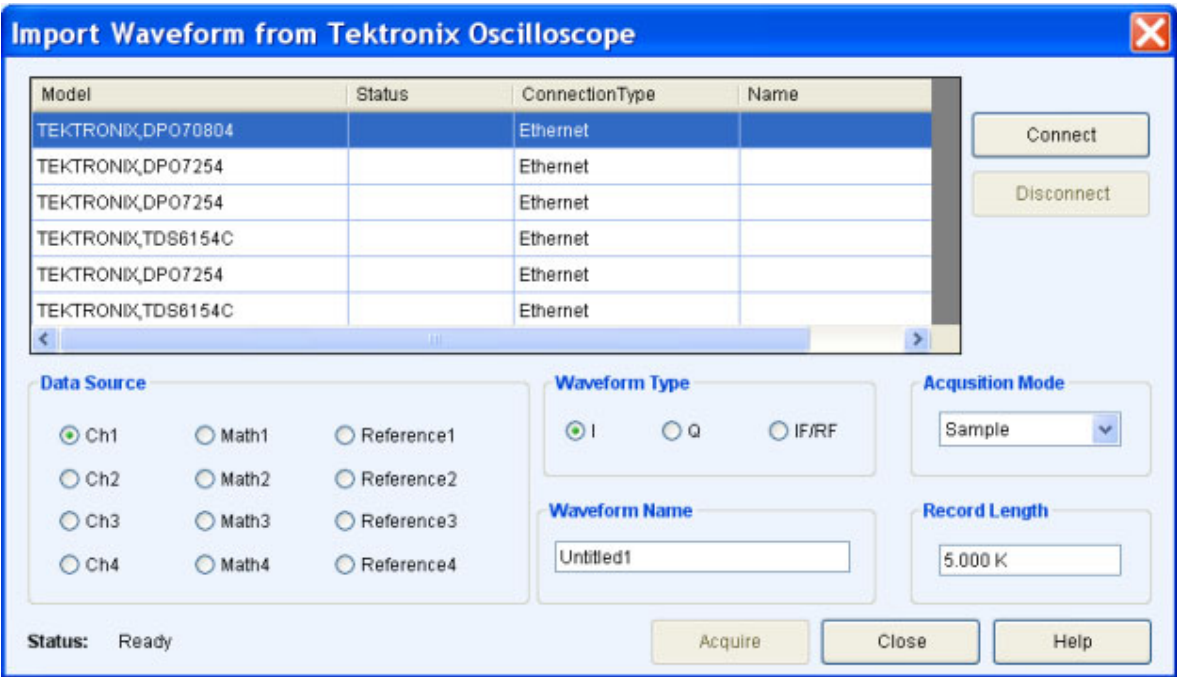 Import Waveform from Tektronix Oscilloscope
Model Status ConnectionType Name
TEKTRONIX,DPO70804 Ethernet
TEKTRONIX,DPO7254 Ethernet
TEKTRONIX,DPO7254 Ethernet
TEKTRONIX,TDS6154C Ethernet
TEKTRONIX,DPO7254 Ethernet
TEKTRONIX,TDS6154C Ethernet
Connect
Disconnect
Data Source
Ch1 Math1 Reference1
Ch2 Math2 Reference2
Ch3 Math3 Reference3
Ch4 Math4 Reference4
Waveform Type
I Q IF/RF
Acqusition Mode
Sample
Waveform Name
Untitled1
Record Length
5.000 K
Status: Ready
Acquire Close Help